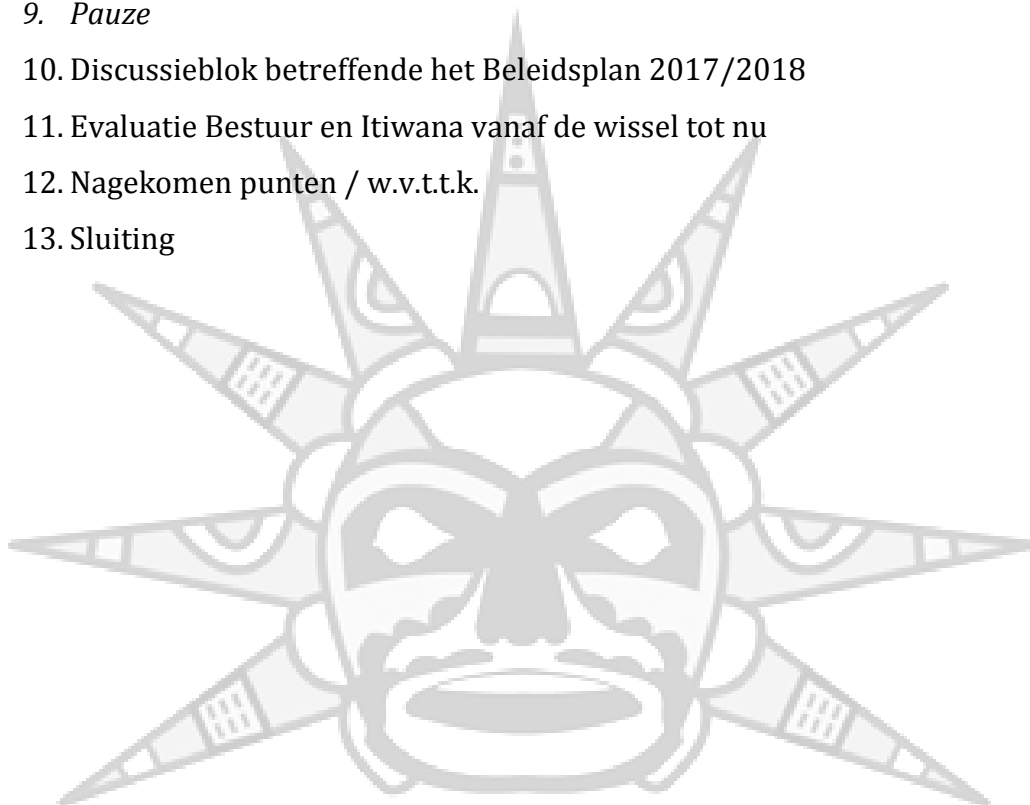 9. Pauze
10. Discussieblok betreffende het Beleidsplan 2017/2018
11. Evaluatie Bestuur en Itiwana vanaf de wissel tot nu
12. Nagekomen punten / w.v.t.t.k.
13. Sluiting